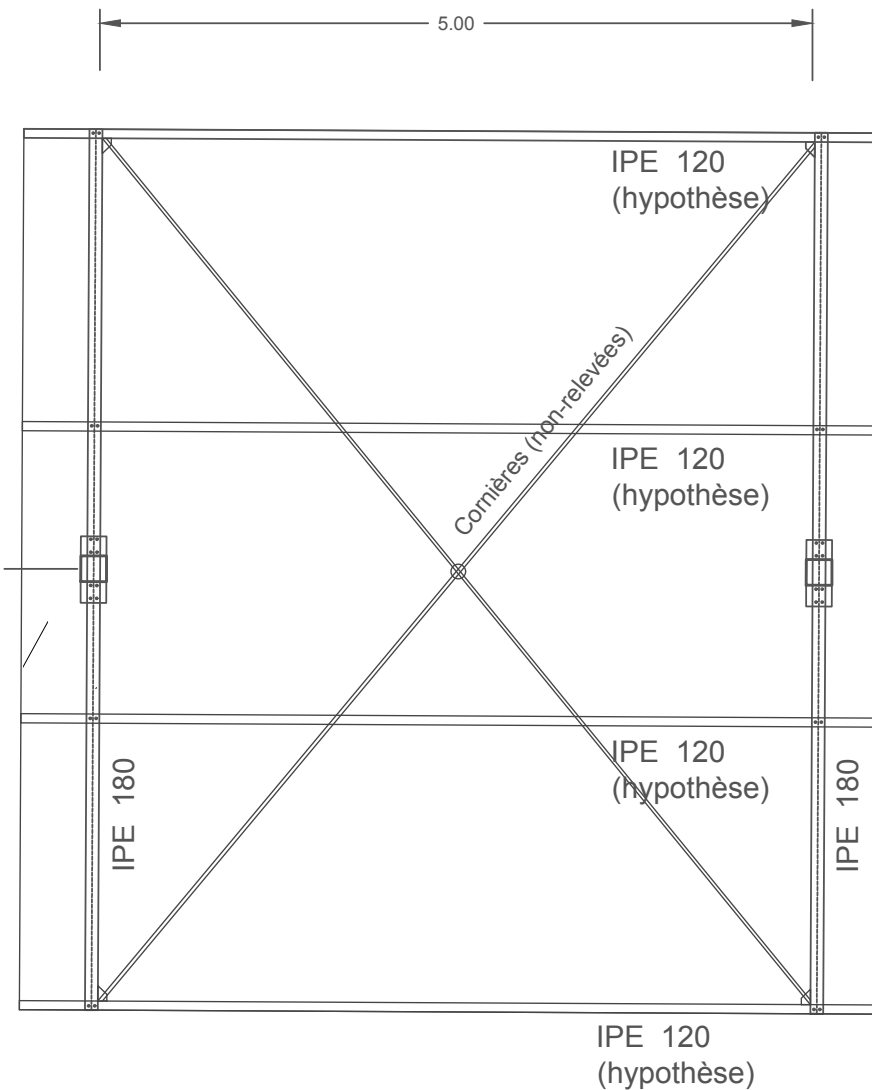 5.00
IPE 120
(hypothèse)
Cornières (non-relevées)
IPE 120
(hypothèse)
IPE 120
(hypothèse)
IPE 180
IPE 180
IPE 120
(hypothèse)